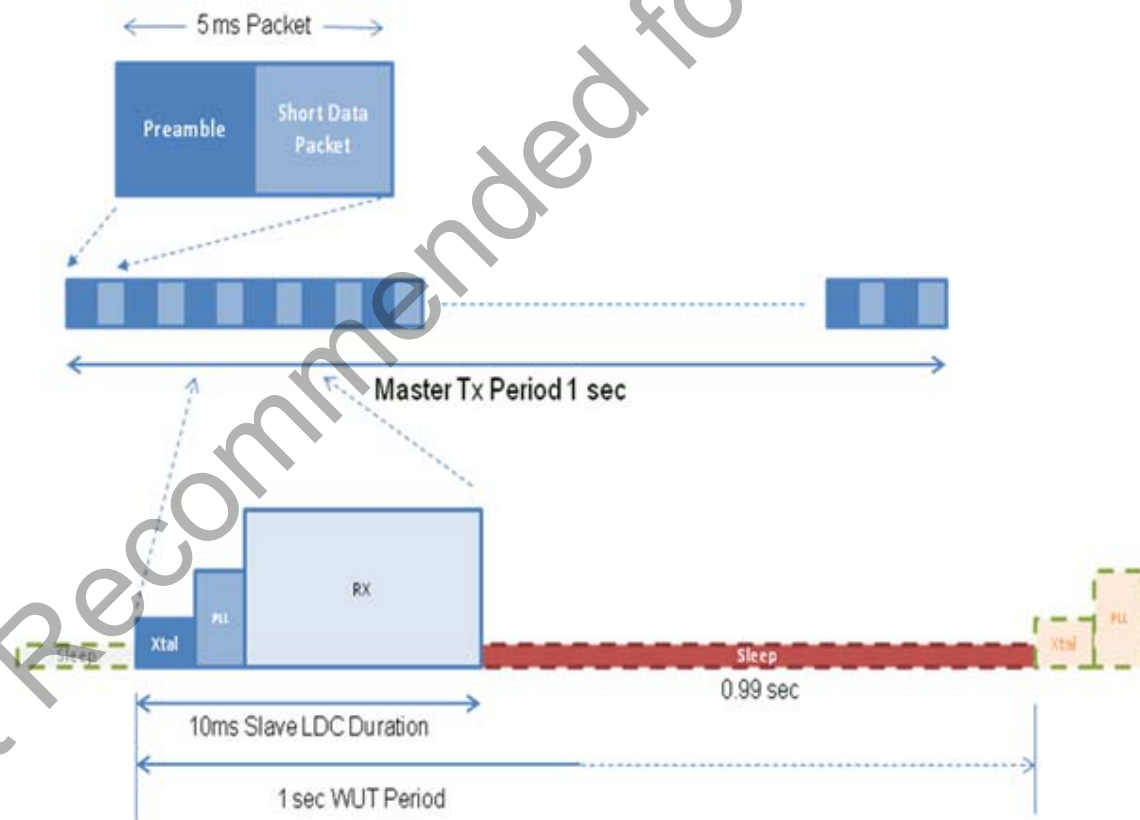 5 ms Packet
Preamble
Short Data
Packet
Master Tx Period 1 sec
RX
PLL
Xtal
Sleep
Sleep
Xtal
PLL
0.99 sec
10ms Slave LDC Duration
1 sec WUT Period
Recommended fo